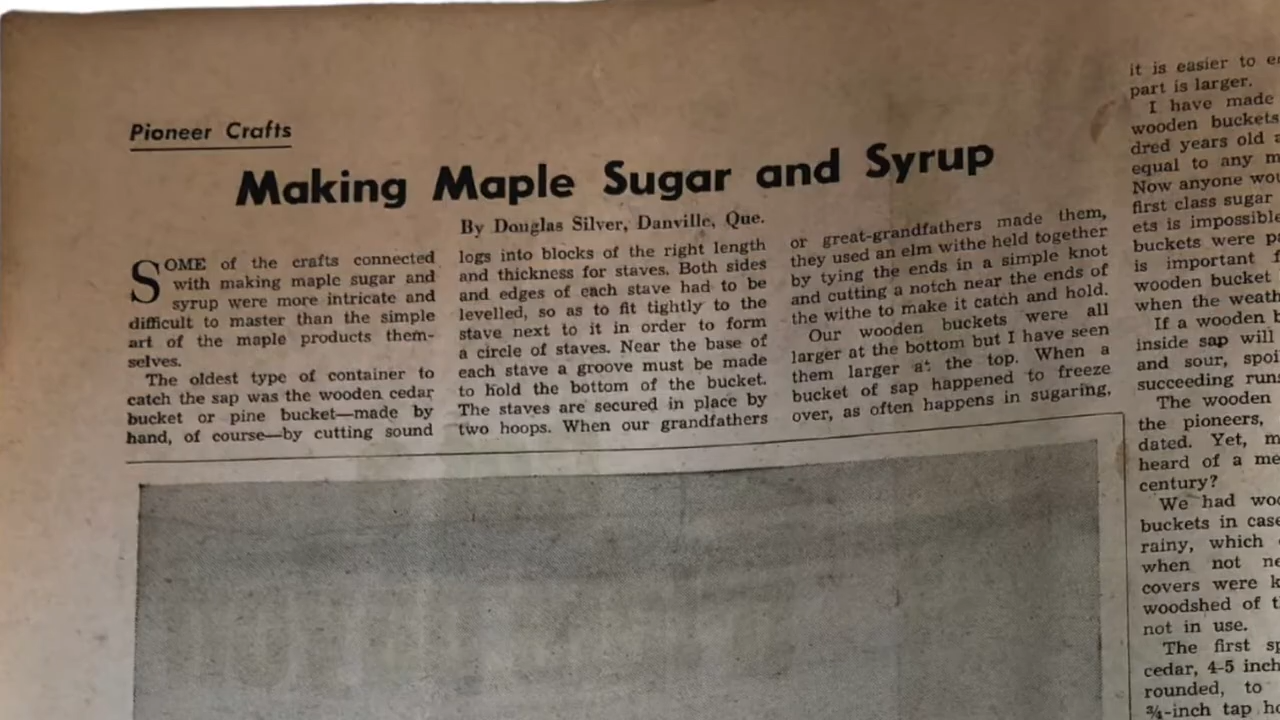 Pioneer Crafts
Making Maple Sugar and Syrup
By Douglas Silver, Danville, Que.
SOME of the crafts connected
with making maple sugar and
syrup were more intricate and
difficult to master than the simple
art of the maple products them-
selves.
The oldest type of container to
catch the sap was the wooden cedar
bucket or pine bucket—made by
hand, of course—by cutting sound
logs into blocks of the right length
and thickness for staves. Both sides
and edges of each stave had to be
levelled, so as to fit tightly to the
stave next to it in order to form
a circle of staves. Near the base of
each stave a groove must be made
to hold the bottom of the bucket.
The staves are secured in place by
two hoops. When our grandfathers
or great-grandfathers made them,
they used an elm withe held together
by tying the ends in a simple knot
and cutting a notch near the ends of
the withe to make it catch and hold.
Our wooden buckets were all
larger at the bottom but I have seen
them larger at the top. When a
bucket of sap happened to freeze
over, as often happens in sugaring,
it is easier to
part is larger.
I have made
wooden buckets
dred years old
equal to any
Now anyone
first class sugar
ets is impossible
buckets were
is important
wooden bucket
when the
If a wooden
inside sap will
and sour,
succeeding
The wooden
the pioneers,
dated. Yet,
heard of a
century?
We had
buckets in
rainy, which
when not
covers were
woodshed of
not in use.
The first
cedar, 4-5
rounded, to
¾-inch tap